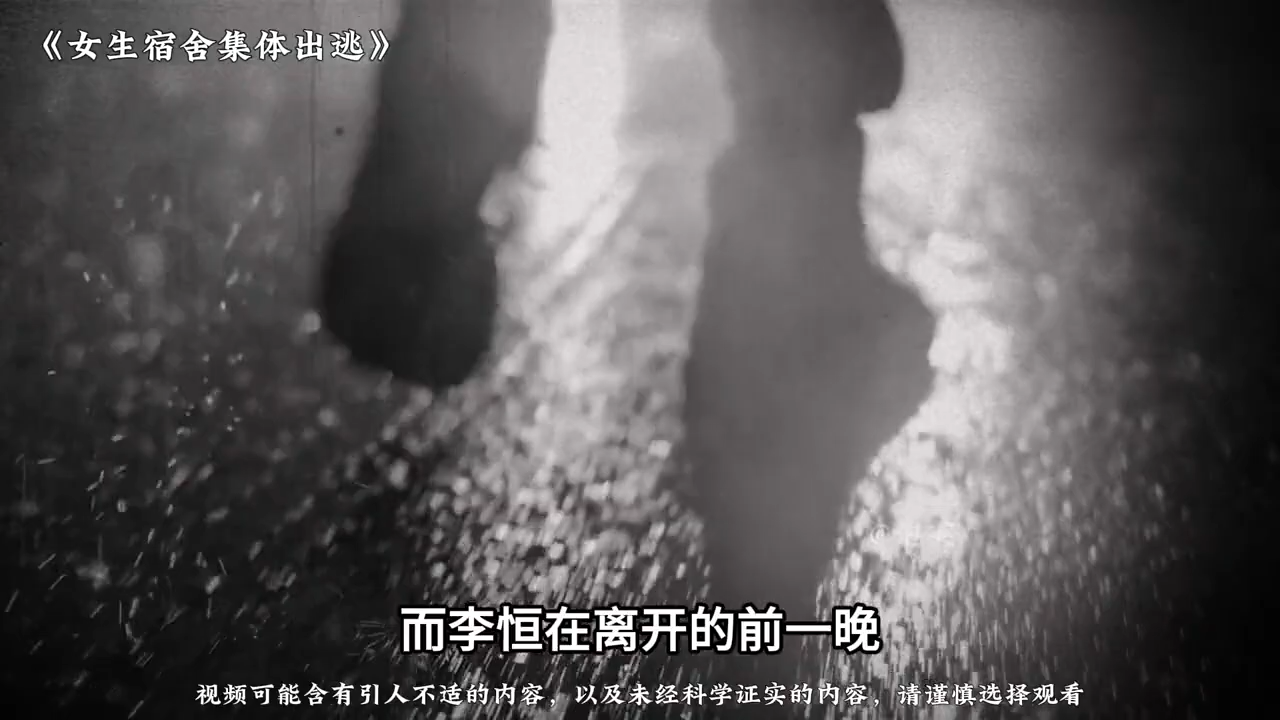 《女生宿舍集体出逃》
而李恒在离开的前一晚
视频可能含有引人不适的内容，以及未经科学证实的内容，请谨慎选择观看